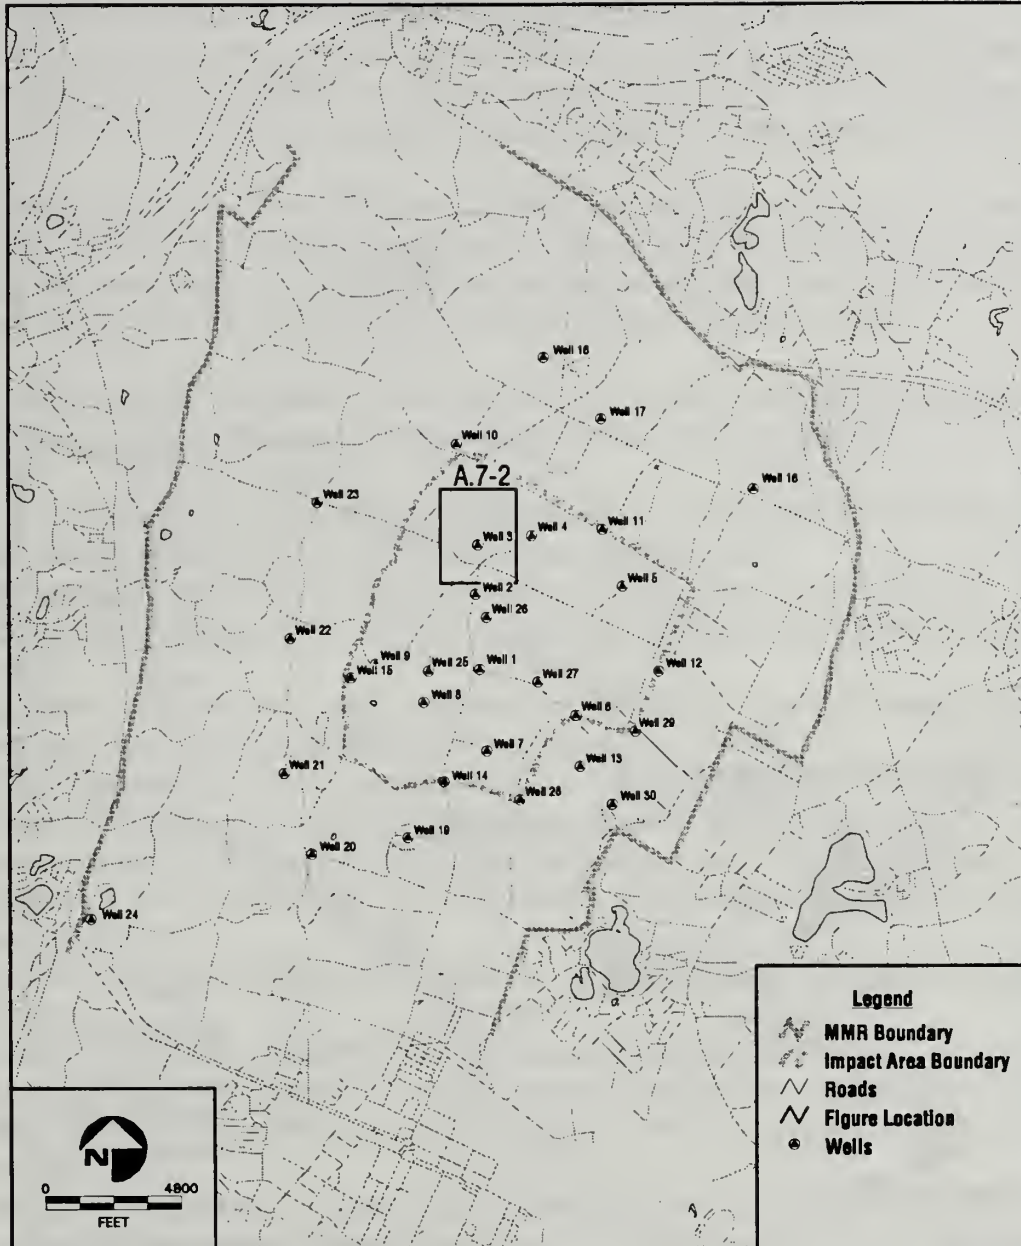 Well 16
Well 17
Well 10
A.7-2
Well 18
Well 23
Well 11
Well 4
Well 3
Well 5
Well 2
Well 26
Well 22
Well 9
Well 25
Well 1
Well 12
Well 15
Well 27
Well 8
Well 6
Well 29
Well 7
Well 13
Well 21
Well 14
Well 28
Well 30
Well 19
Well 20
Well 24
Legend
MMR Boundary
Impact Area Boundary
Roads
Figure Location
Wells
N
0 4800
FEET